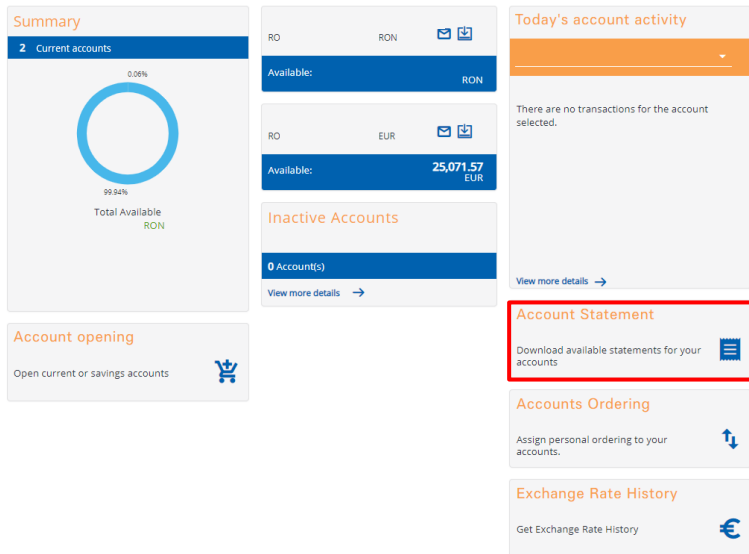 Summary
2 Current accounts
0.06%
99.94%
Total Available
RON
Account opening
Open current or savings accounts
RO RON
Available:
RON
RO EUR
Available: 25,071.57
EUR
Inactive Accounts
0 Account(s)
View more details
Today's account activity
There are no transactions for the account
selected.
View more details
Account Statement
Download available statements for your
accounts
Accounts Ordering
Assign personal ordering to your
accounts.
Exchange Rate History
Get Exchange Rate History